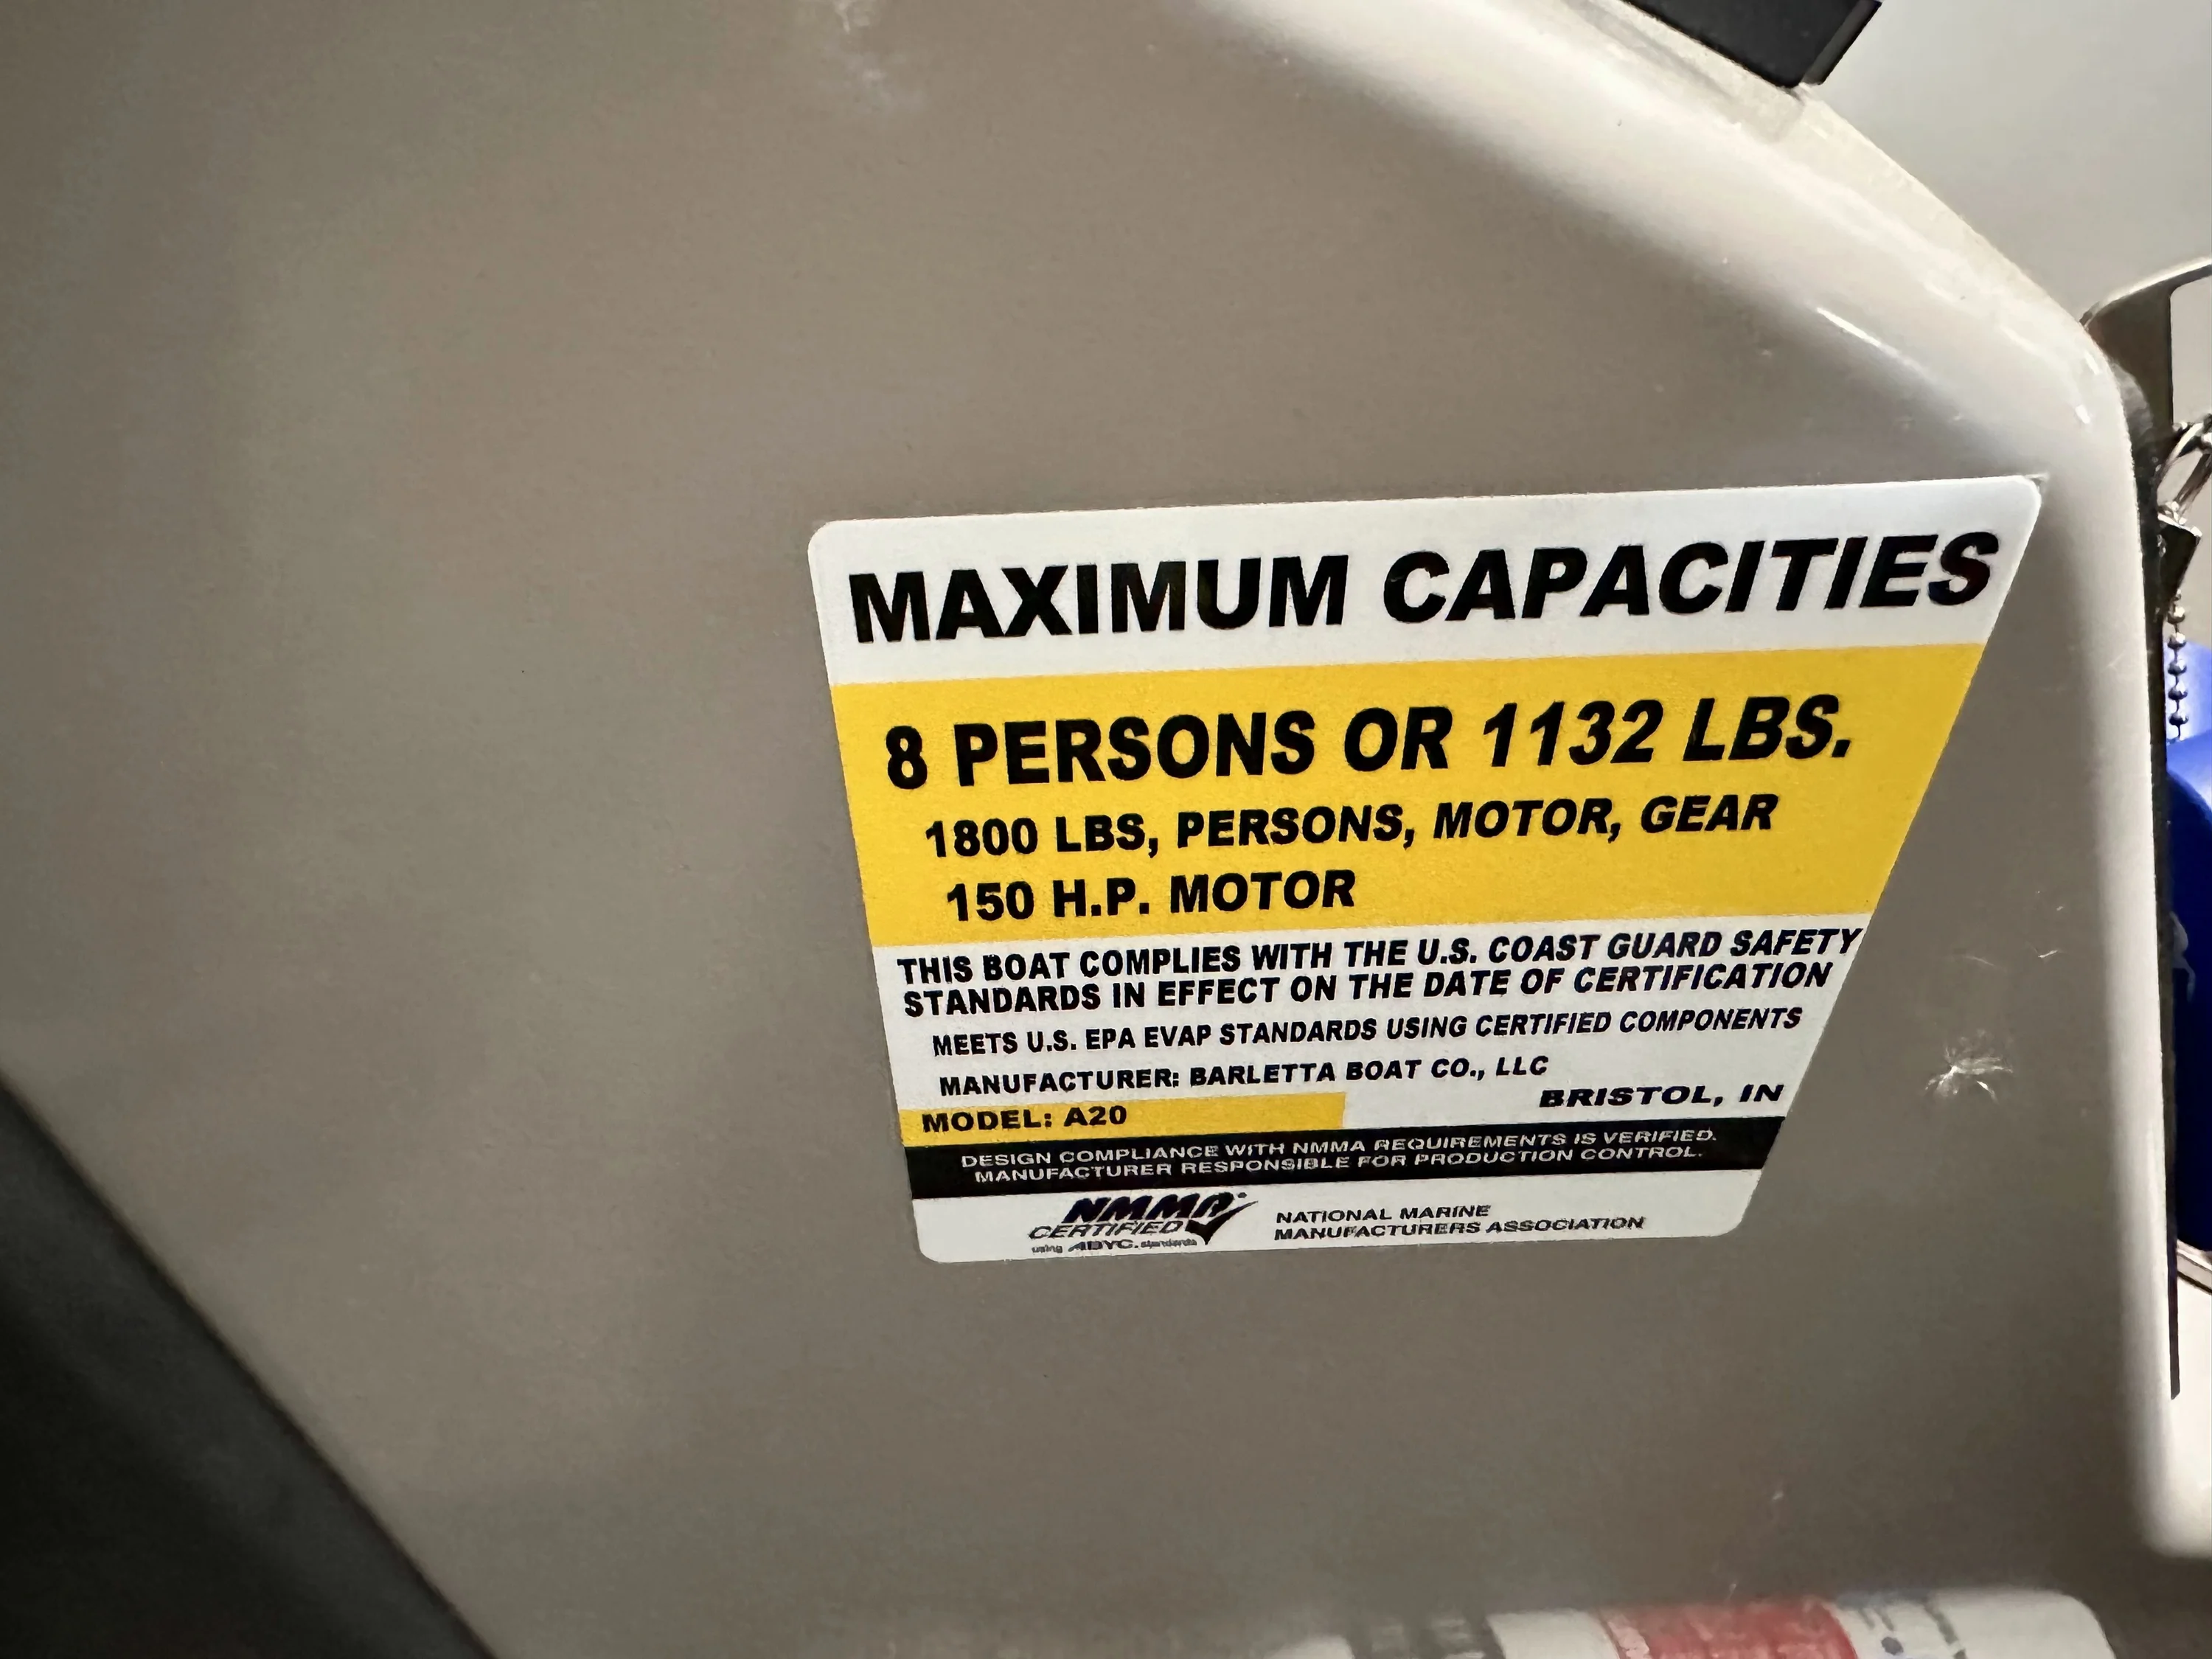 MAXIMUM CAPACITIES
8 PERSONS OR 1132 LBS.
1800 LBS, PERSONS, MOTOR, GEAR
150 H.P. MOTOR
THIS BOAT COMPLIES WITH THE U.S. COAST GUARD SAFETY
STANDARDS IN EFFECT ON THE DATE OF CERTIFICATION
MEETS U.S. EPA EVAP STANDARDS USING CERTIFIED COMPONENTS
MANUFACTURER: BARLETTA BOAT CO., LLC
BRISTOL, IN
MODEL: A20
DESIGN COMPLIANCE WITH NMMA REQUIREMENTS IS VERIFIED.
MANUFACTURER RESPONSIBLE FOR PRODUCTION CONTROL.
NMMA
CERTIFIED
using ABYC. standards
NATIONAL MARINE
MANUFACTURERS ASSOCIATION